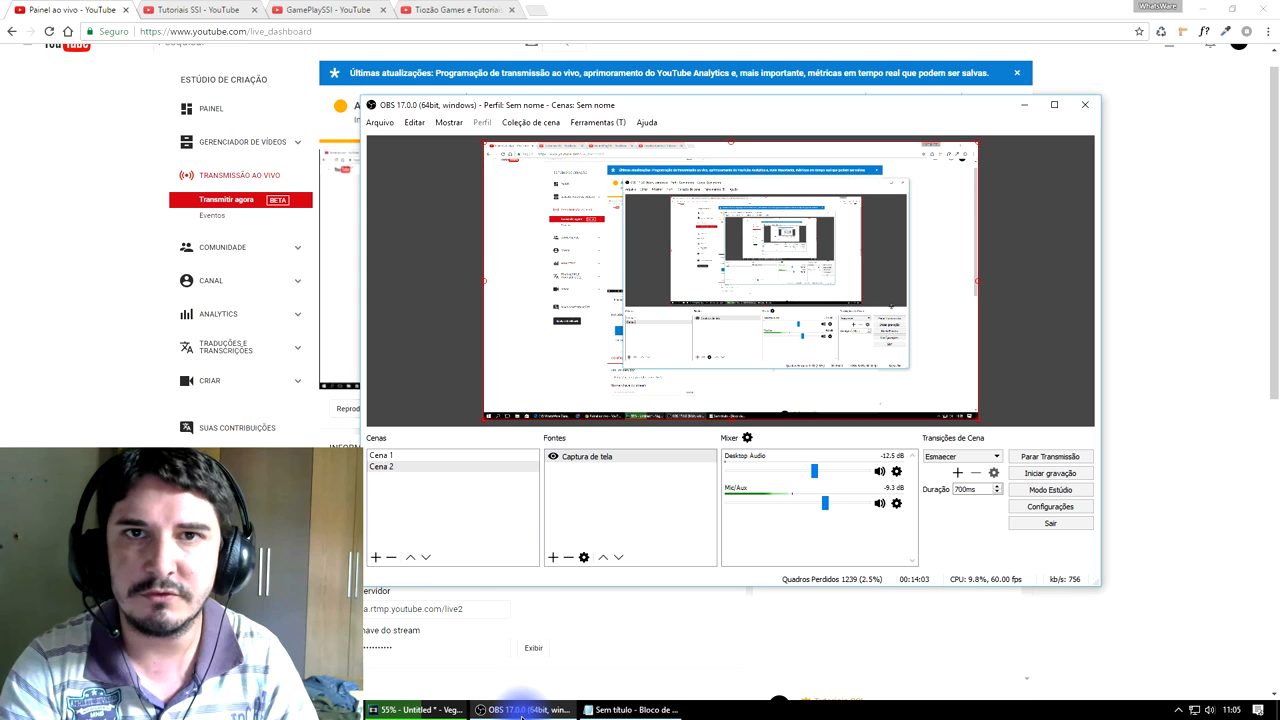 WhatsWare
Painel ao vivo - YouTube
Tutoriais SSI - YouTube
GamePlaySSI - YouTube
Tiozão Games e Tutoriais
Seguro
https://www.youtube.com/live_dashboard
ESTÚDIO DE CRIAÇÃO
Últimas atualizações: Programação de transmissão ao vivo, aprimoramento do YouTube Analytics e, mais importante, métricas em tempo real que podem ser salvas.
PAINEL
GERENCIADOR DE VÍDEOS
TRANSMISSÃO AO VIVO
Transmitir agora BETA
Eventos
COMUNIDADE
CANAL
ANALYTICS
TRADUÇÕES E
TRANSCRIÇÕES
CRIAR
SUAS CONTRIBUIÇÕES
Reprod
OBS 17.0.0 (64bit, windows) - Perfil: Sem nome - Cenas: Sem nome
Arquivo Editar Mostrar Perfil Coleção de cena Ferramentas (T) Ajuda
Cenas
Cena 1
Cena 2
Fontes
Captura de tela
Mixer
Desktop Audio -12.5 dB
Mic/Aux -9.3 dB
Transições de Cena
Esmaecer
Duração 700ms
Parar Transmissão
Iniciar gravação
Modo Estúdio
Configurações
Sair
Quadros Perdidos 1239 (2.5%) 00:14:03 CPU: 9.8%, 60.00 fps kb/s: 756
ervidor
a.rtmp.youtube.com/live2
have do stream
Exibir
55% - Untitled * - Veg...
OBS 17.0.0 (64bit, win...
Sem título - Bloco de ...
11:05